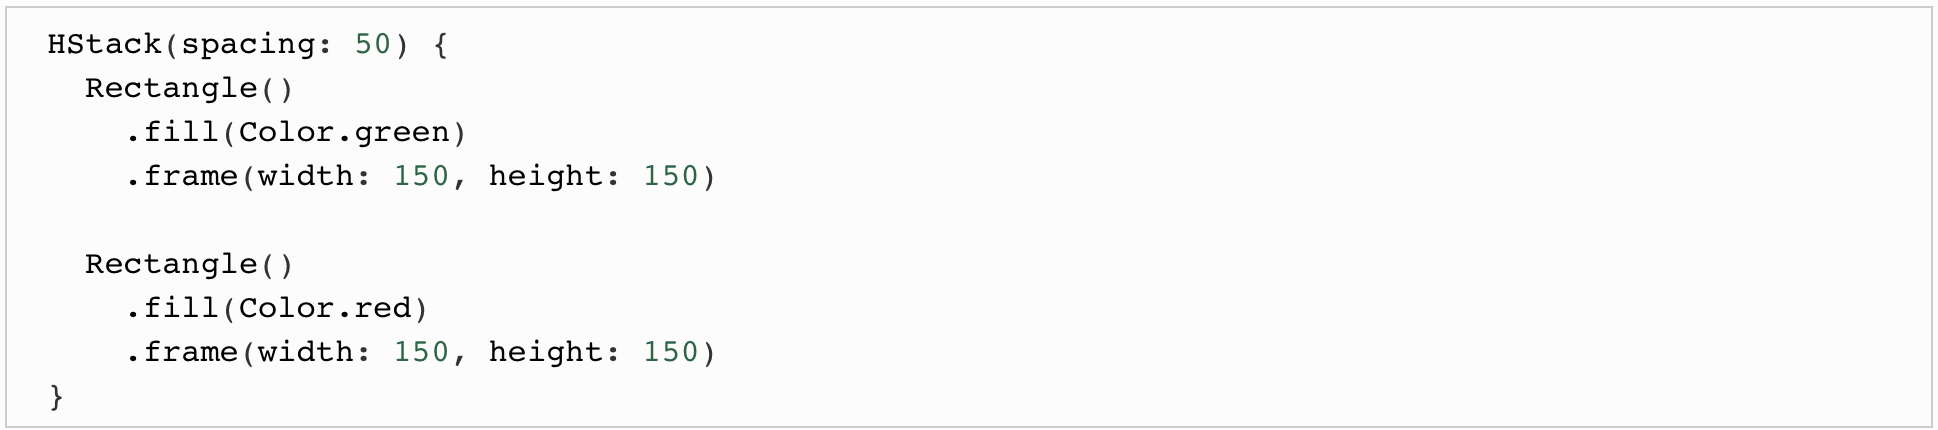 HStack(spacing: 50) {
  Rectangle()
    .fill(Color.green)
    .frame(width: 150, height: 150)

  Rectangle()
    .fill(Color.red)
    .frame(width: 150, height: 150)
}